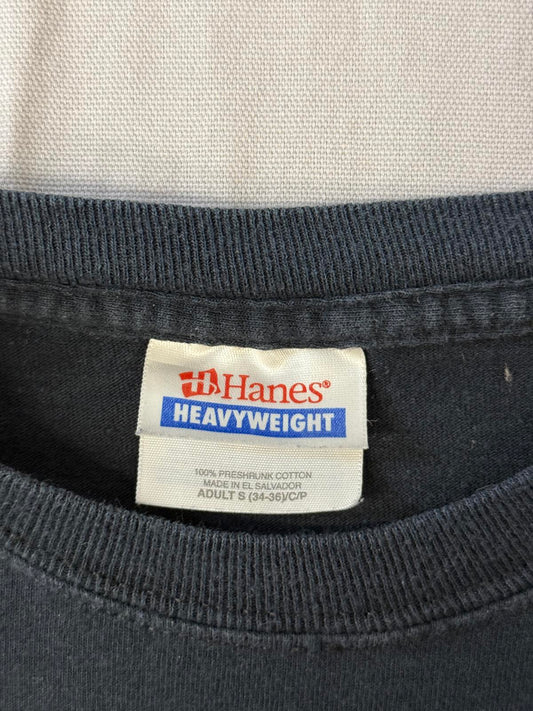 Hanes®
HEAVYWEIGHT
100% PRESHRUNK COTTON
MADE IN EL SALVADOR
ADULT S (34-36)/C/P